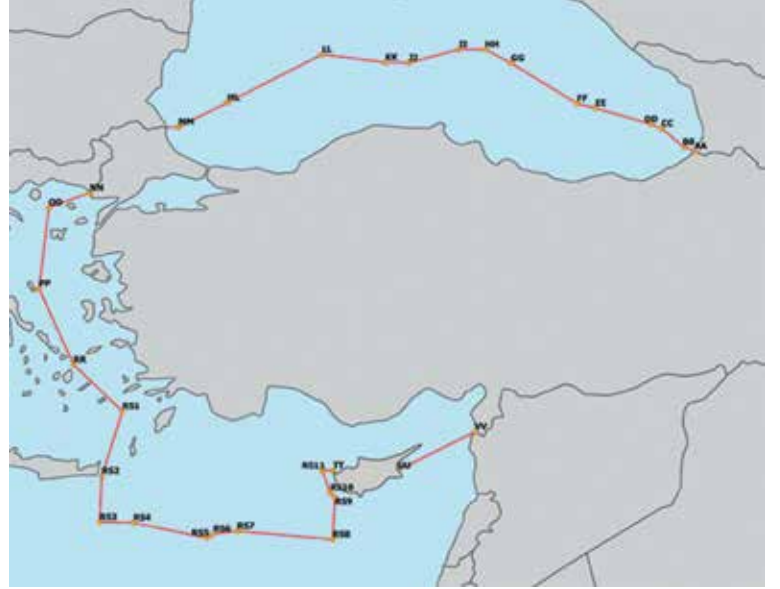 LL
KK
JJ
II
HH
GG
ML
FF
EE
MM
DD
CC
BB
AA
NN
OO
PP
RR
RS1
VV
RS2
RS11
TT
UU
RS10
RS9
RS3
RS4
RS5
RS6
RS7
RS8